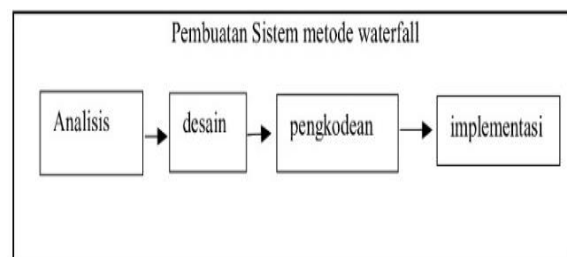 Pembuatan Sistem metode waterfall
Analisis
desain
pengkodean
implementasi